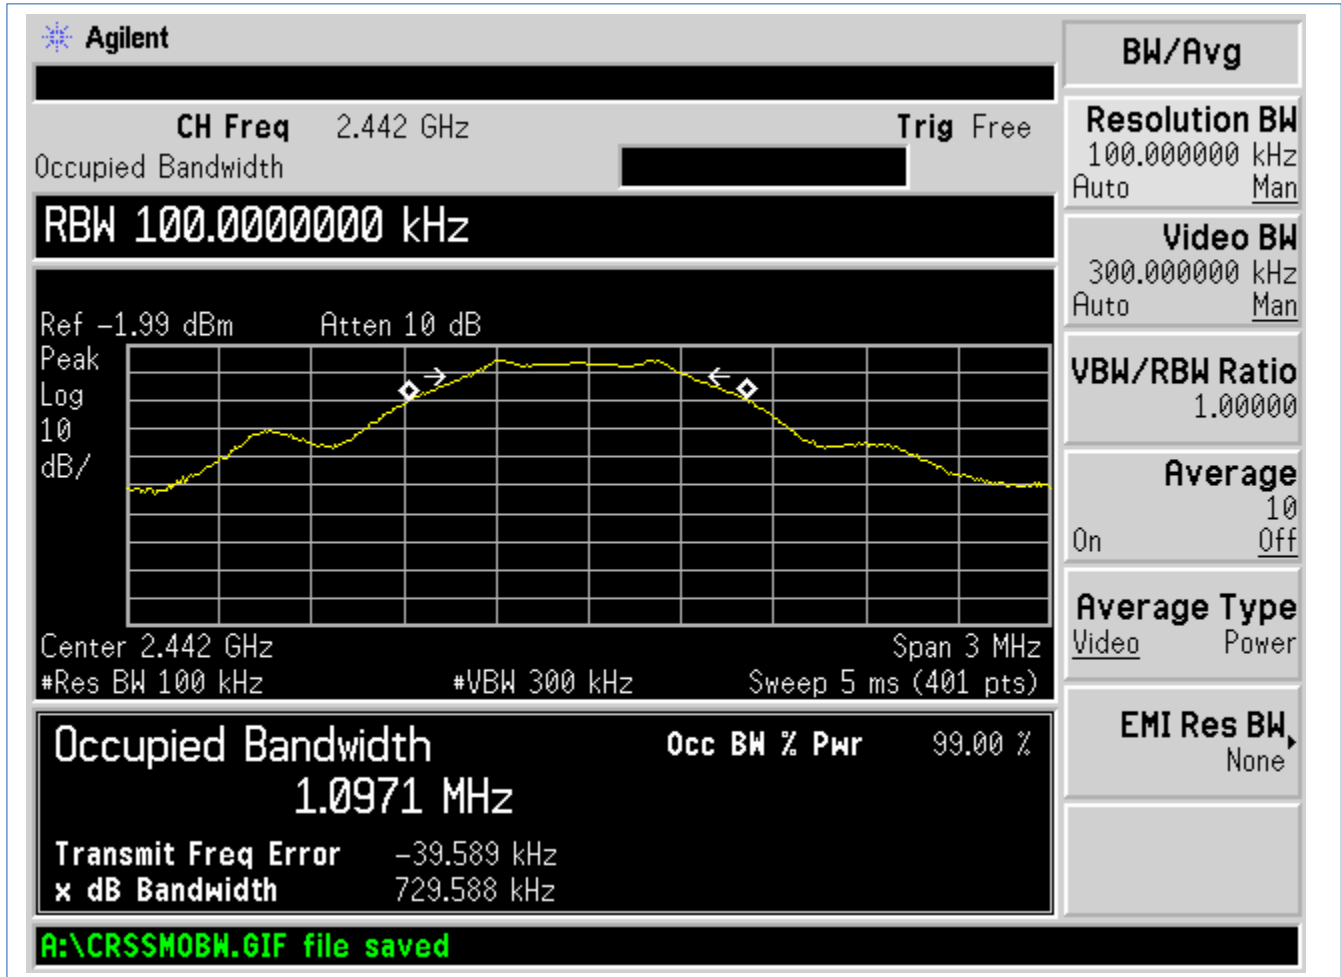 Agilent
CH Freq 2.442 GHz Trig Free
Occupied Bandwidth
RBW 100.0000000 kHz
Ref -1.99 dBm Atten 10 dB
Peak
Log
10
dB/
Center 2.442 GHz Span 3 MHz
#Res BW 100 kHz #VBW 300 kHz Sweep 5 ms (401 pts)
Occupied Bandwidth Occ BW % Pwr 99.00 %
1.0971 MHz
Transmit Freq Error -39.589 kHz
x dB Bandwidth 729.588 kHz
A:\CRSSMOBW.GIF file saved
BW/Avg
Resolution BW
100.000000 kHz
Auto Man
Video BW
300.000000 kHz
Auto Man
VBW/RBW Ratio
1.00000
Average
10
On Off
Average Type
Video Power
EMI Res BW
None